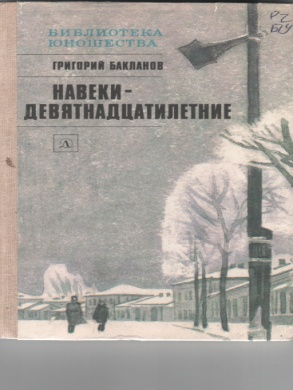 БИБЛИОТЕКА
ЮНОШЕСТВА
ГРИГОРИЙ БАКЛАНОВ
НАВЕКИ-
ДЕВЯТНАДЦАТИЛЕТНИЕ